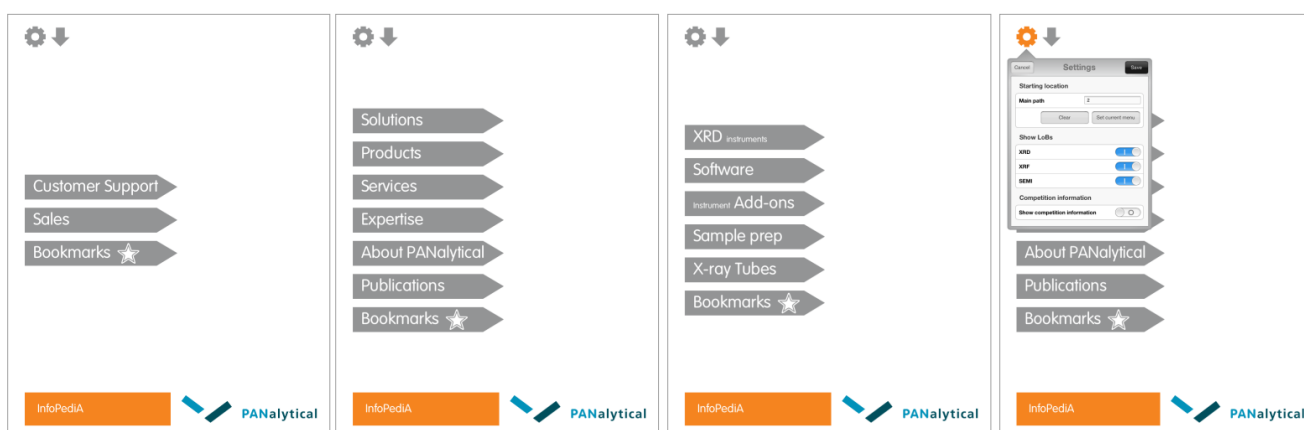 Customer Support
Sales
Bookmarks
InfoPediA
PANalytical
Solutions
Products
Services
Expertise
About PANalytical
Publications
Bookmarks
InfoPediA
PANalytical
XRD instruments
Software
Instrument Add-ons
Sample prep
X-ray Tubes
Bookmarks
InfoPediA
PANalytical
Cancel Settings Save
Starting location
Main path 2
Clear Set current menu
Show LoBs
XRD
XRF
SEMI
Competition information
Show competition information
About PANalytical
Publications
Bookmarks
InfoPediA
PANalytical